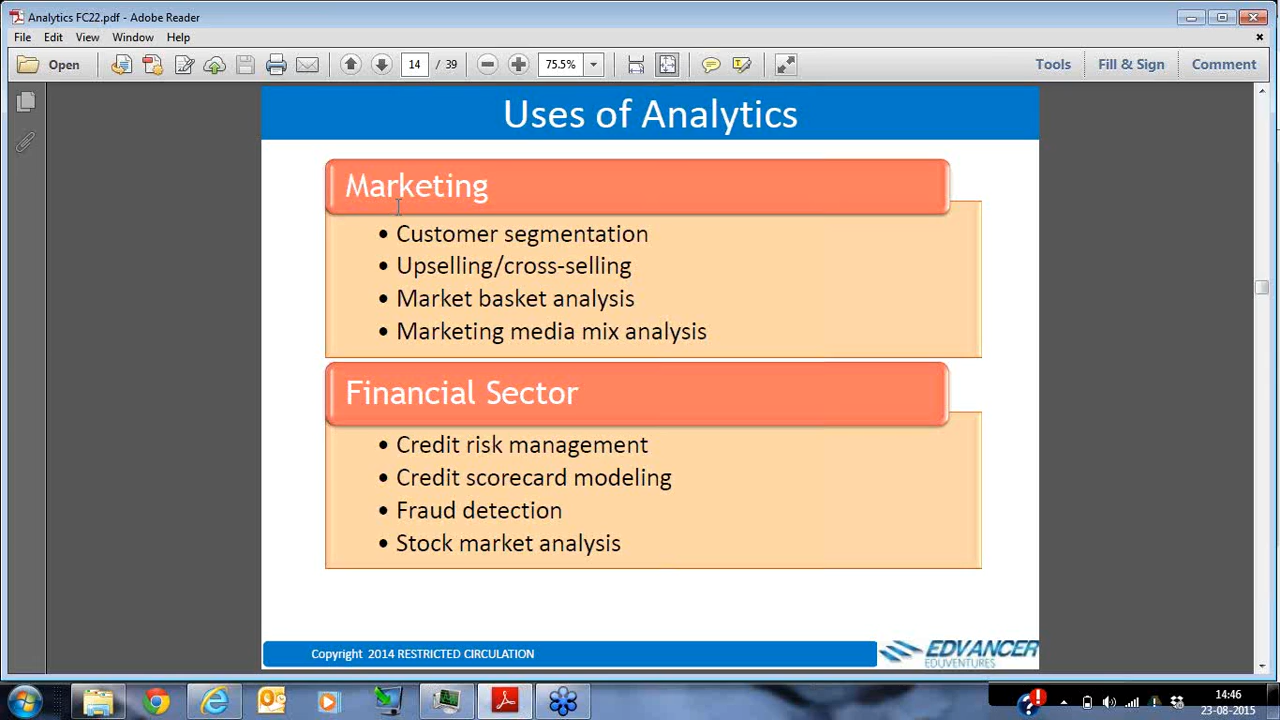 Analytics FC22.pdf - Adobe Reader
File Edit View Window Help
Open 14 / 39 75.5% Tools Fill & Sign Comment
Uses of Analytics
Marketing
• Customer segmentation
• Upselling/cross-selling
• Market basket analysis
• Marketing media mix analysis
Financial Sector
• Credit risk management
• Credit scorecard modeling
• Fraud detection
• Stock market analysis
Copyright 2014 RESTRICTED CIRCULATION
EDVANCER
EDUVENTURES
14:46
23-08-2015